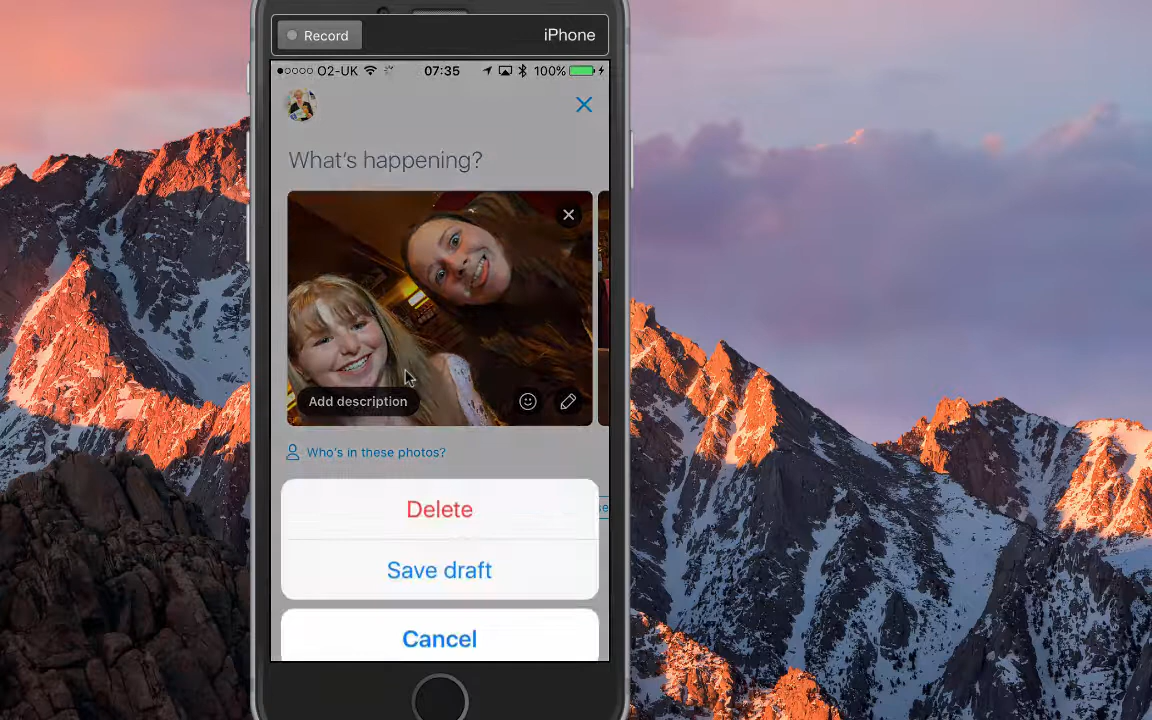 Record
iPhone
O2-UK 07:35 100%
What's happening?
Add description
Who's in these photos?
Delete
se
Save draft
Cancel